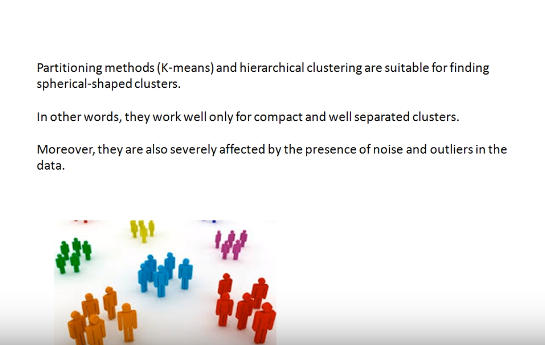 Partitioning methods (K-means) and hierarchical clustering are suitable for finding
spherical-shaped clusters.
In other words, they work well only for compact and well separated clusters.
Moreover, they are also severely affected by the presence of noise and outliers in the
data.